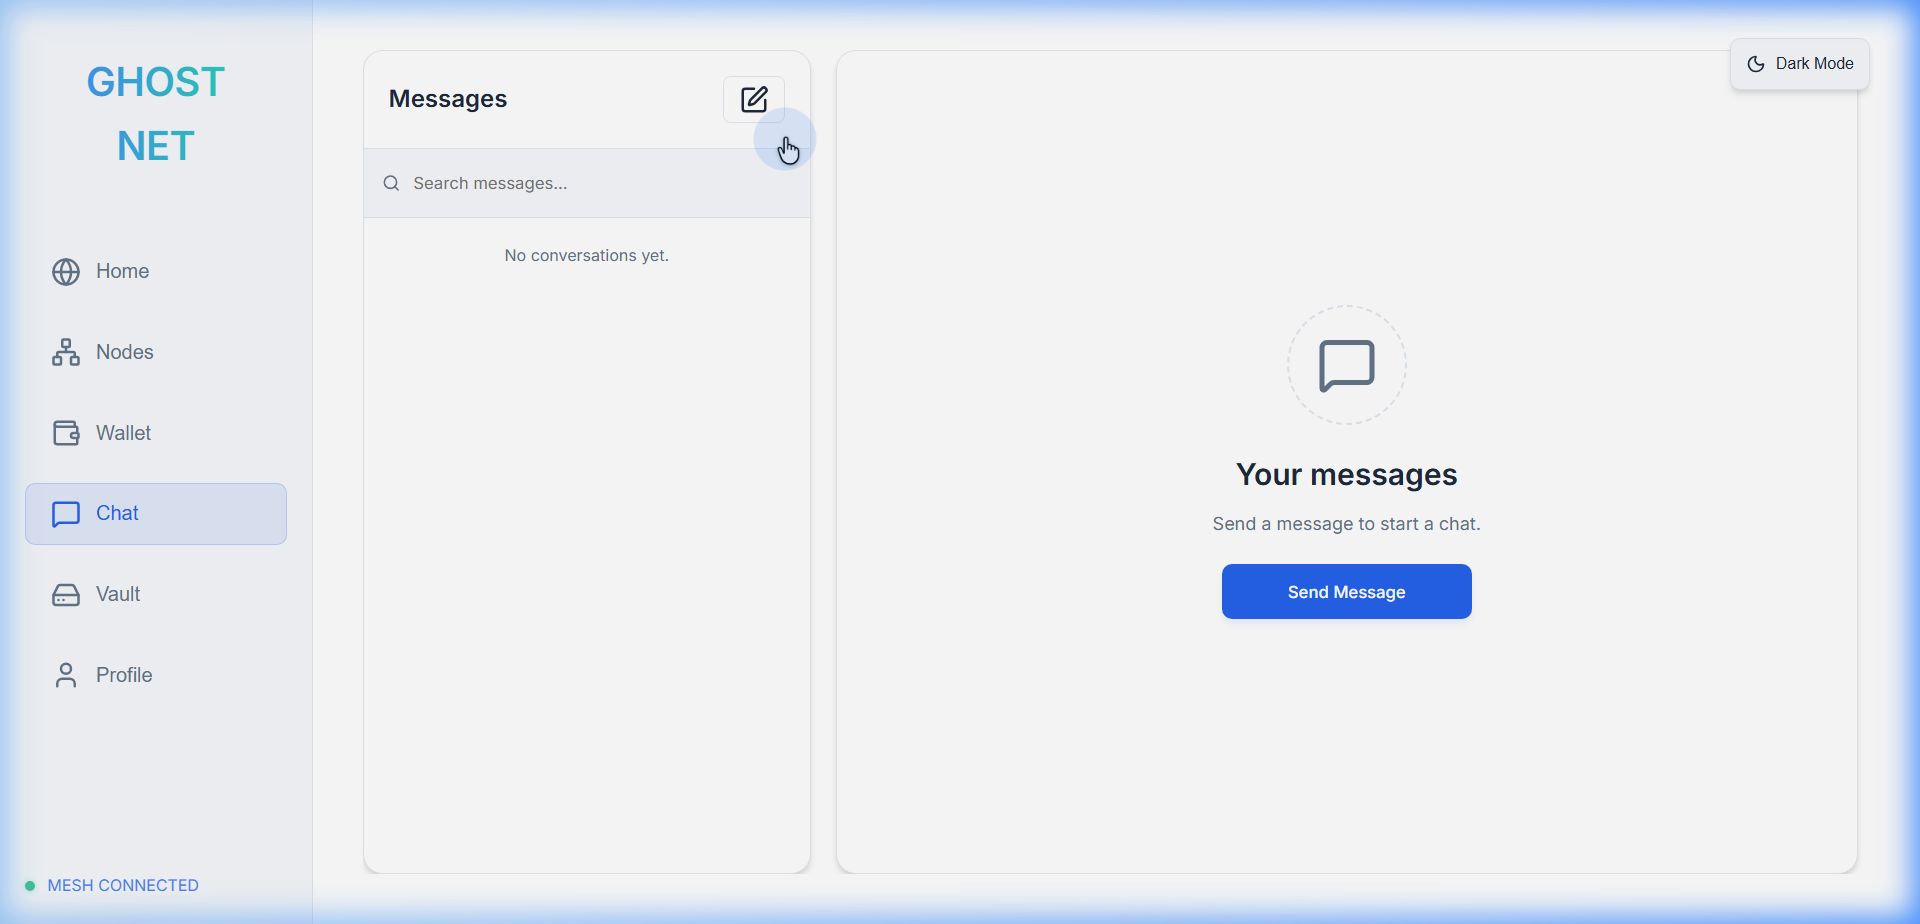 GHOST
NET
Home
Nodes
Wallet
Chat
Vault
Profile
MESH CONNECTED
Messages
Search messages...
No conversations yet.
Dark Mode
Your messages
Send a message to start a chat.
Send Message